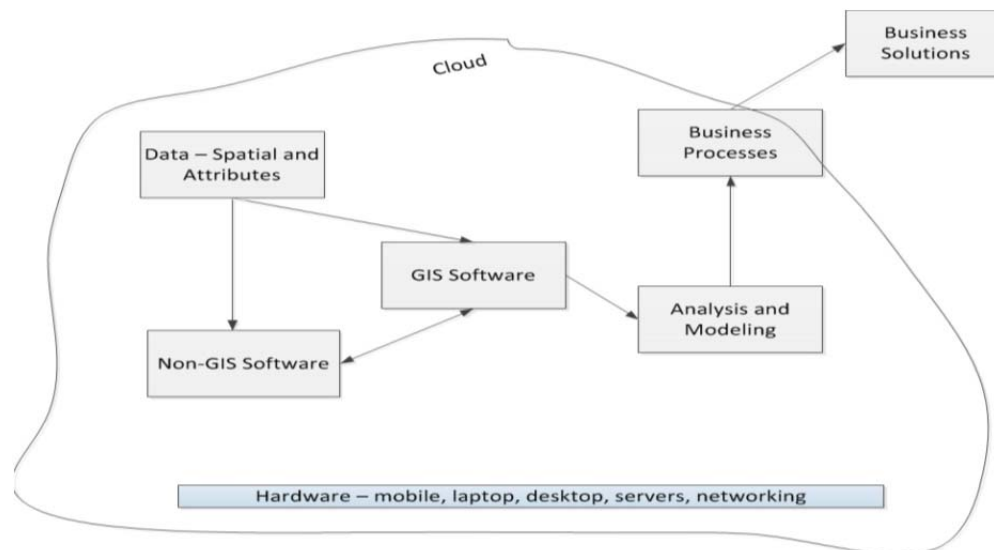 Business
Solutions
Cloud
Business
Processes
Data – Spatial and
Attributes
GIS Software
Analysis and
Modeling
Non-GIS Software
Hardware – mobile, laptop, desktop, servers, networking